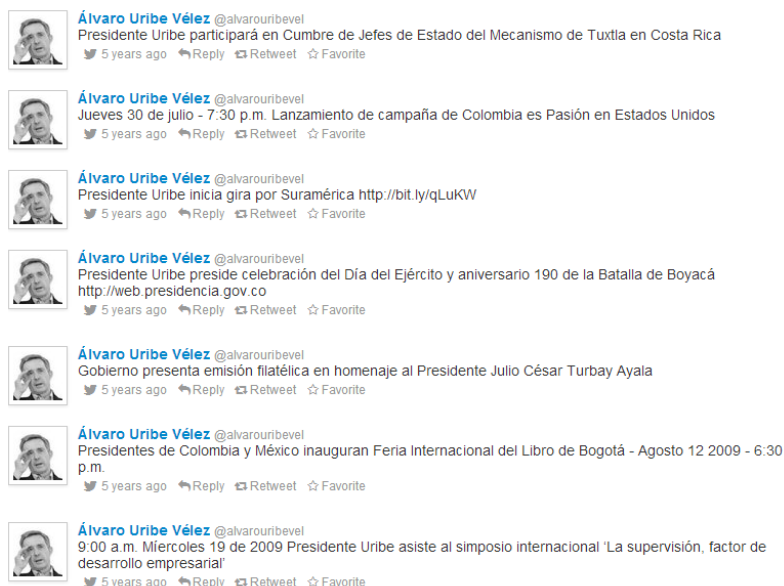 Álvaro Uribe Vélez @alvarouribevel
Presidente Uribe participará en Cumbre de Jefes de Estado del Mecanismo de Tuxtla en Costa Rica
5 years ago Reply Retweet Favorite
Álvaro Uribe Vélez @alvarouribevel
Jueves 30 de julio - 7:30 p.m. Lanzamiento de campaña de Colombia es Pasión en Estados Unidos
5 years ago Reply Retweet Favorite
Álvaro Uribe Vélez @alvarouribevel
Presidente Uribe inicia gira por Suramérica http://bit.ly/qLuKW
5 years ago Reply Retweet Favorite
Álvaro Uribe Vélez @alvarouribevel
Presidente Uribe preside celebración del Día del Ejército y aniversario 190 de la Batalla de Boyacá
http://web.presidencia.gov.co
5 years ago Reply Retweet Favorite
Álvaro Uribe Vélez @alvarouribevel
Gobierno presenta emisión filatélica en homenaje al Presidente Julio César Turbay Ayala
5 years ago Reply Retweet Favorite
Álvaro Uribe Vélez @alvarouribevel
Presidentes de Colombia y México inauguran Feria Internacional del Libro de Bogotá - Agosto 12 2009 - 6:30
p.m.
5 years ago Reply Retweet Favorite
Álvaro Uribe Vélez @alvarouribevel
9:00 a.m. Míercoles 19 de 2009 Presidente Uribe asiste al simposio internacional 'La supervisión, factor de
desarrollo empresarial'
5 years ago Reply Retweet Favorite